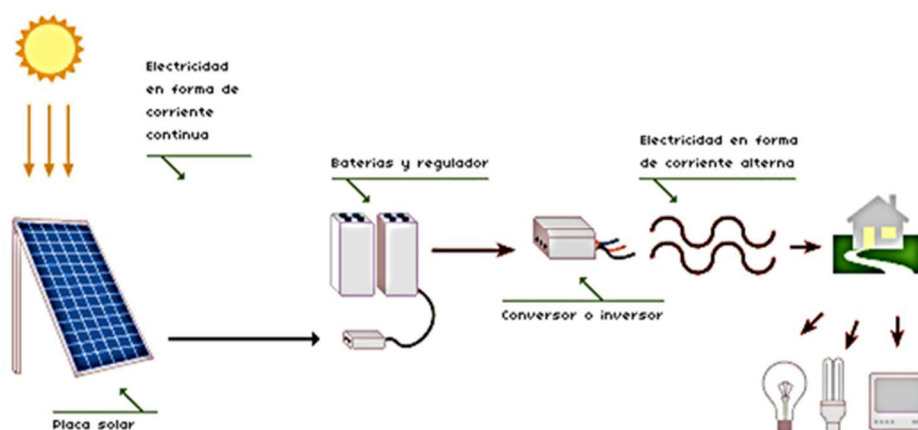 Electricidad
en forma de
corriente
continua
Baterias y regulador
Electricidad en forma
de corriente alterna
Conversor o inversor
Placa solar